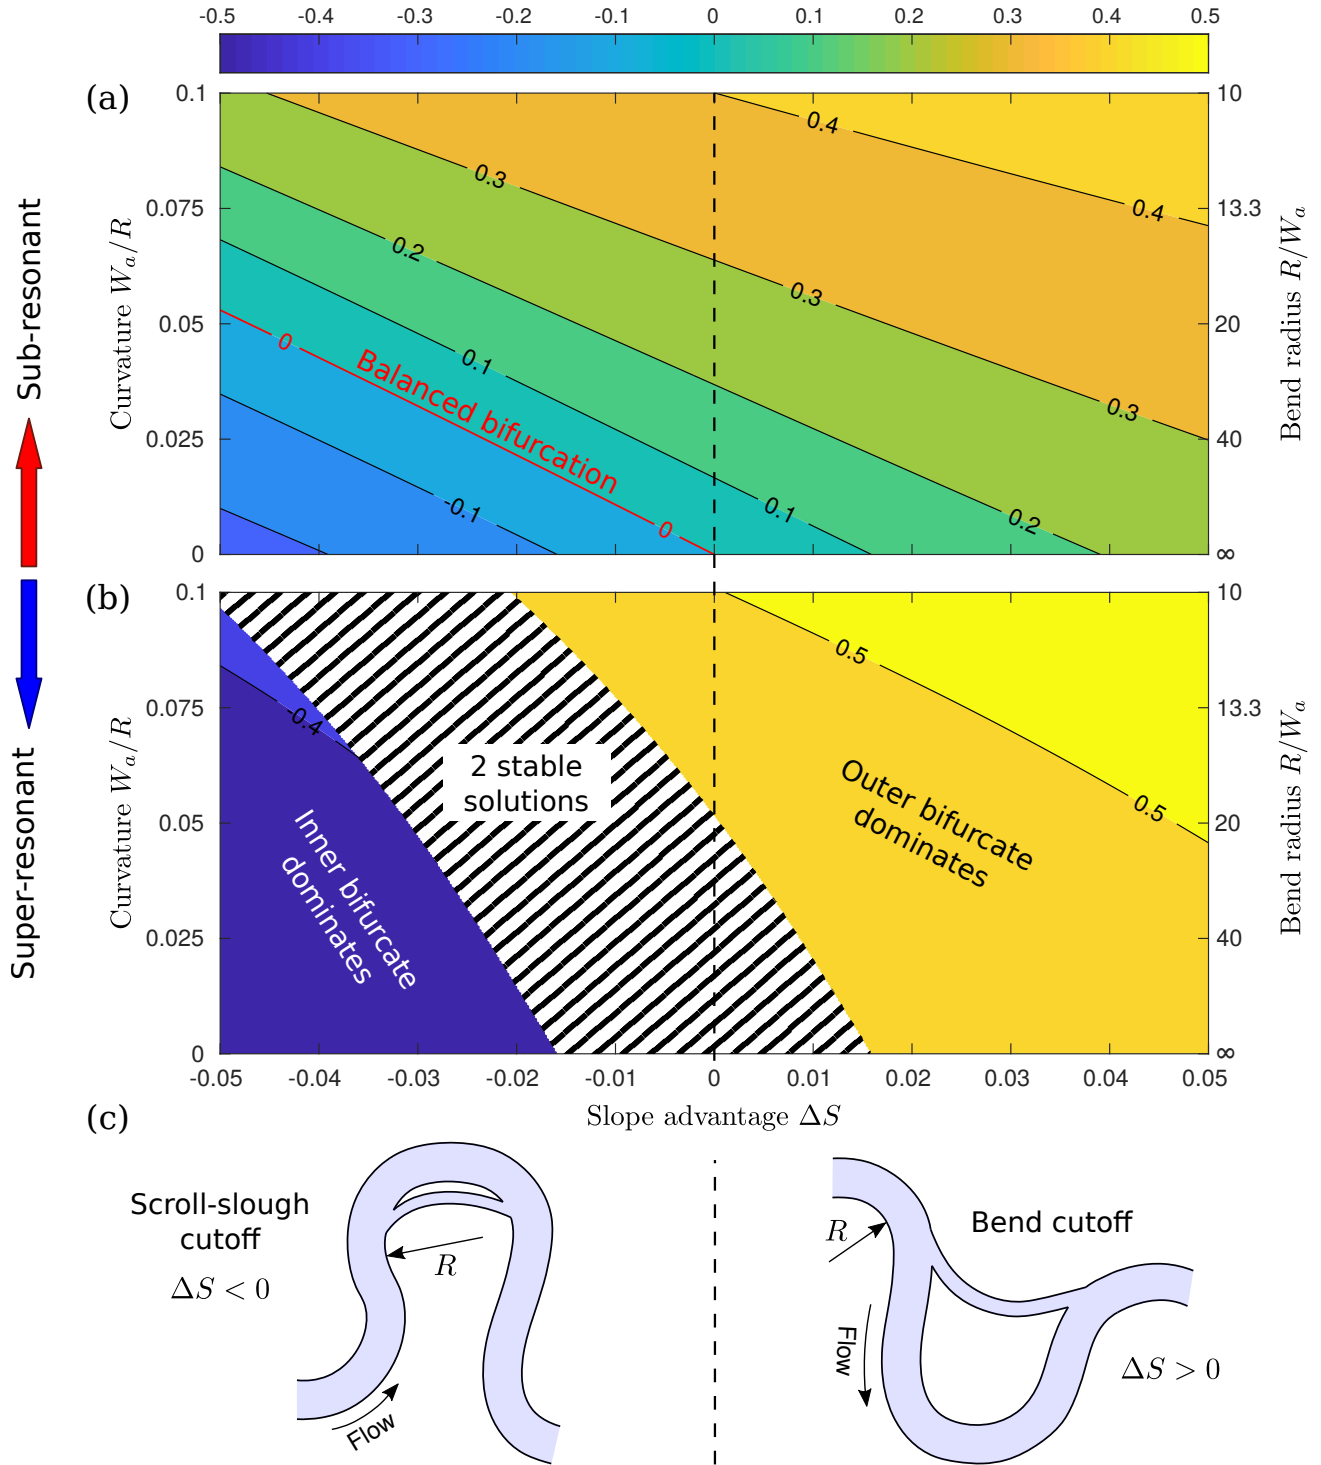 -0.5 -0.4 -0.3 -0.2 -0.1 0 0.1 0.2 0.3 0.4 0.5
(a)
0.1
0.075
0.05
0.025
0
Curvature W_a/R
10
13.3
20
40
∞
Bend radius R/W_a
0.4
0.4
0.3
0.3
0.3
0.2
0.2
0.1
0.1
0
Balanced bifurcation
0
-0.1
Sub-resonant
Super-resonant
(b)
0.1
0.075
0.05
0.025
0
Curvature W_a/R
10
13.3
20
40
∞
Bend radius R/W_a
0.5
0.5
-0.4
2 stable
solutions
Outer bifurcate
dominates
Inner bifurcate
dominates
-0.05 -0.04 -0.03 -0.02 -0.01 0 0.01 0.02 0.03 0.04 0.05
Slope advantage ΔS
(c)
Scroll-slough
cutoff
ΔS < 0
R
Flow
Bend cutoff
R
Flow
ΔS > 0